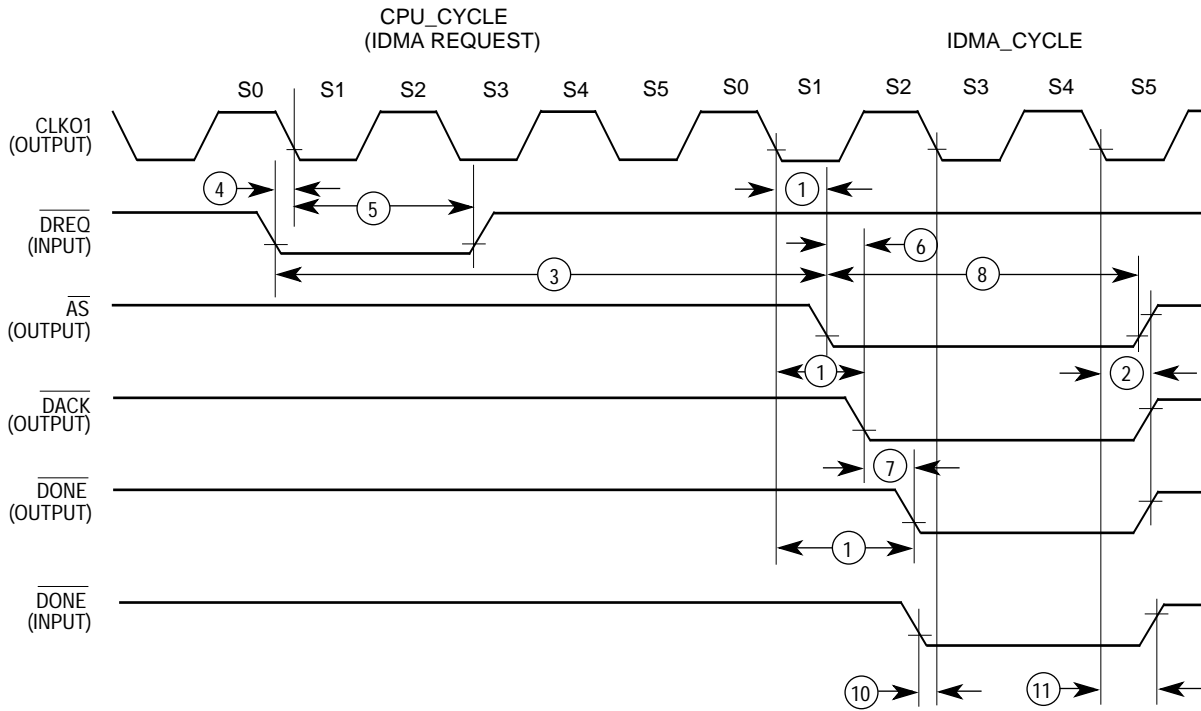 CPU_CYCLE
(IDMA REQUEST)
IDMA_CYCLE
S0 S1 S2 S3 S4 S5 S0 S1 S2 S3 S4 S5
CLKO1
(OUTPUT)
4
5
1
DREQ
(INPUT)
6
3
8
AS
(OUTPUT)
1
2
DACK
(OUTPUT)
7
DONE
(OUTPUT)
1
DONE
(INPUT)
10
11